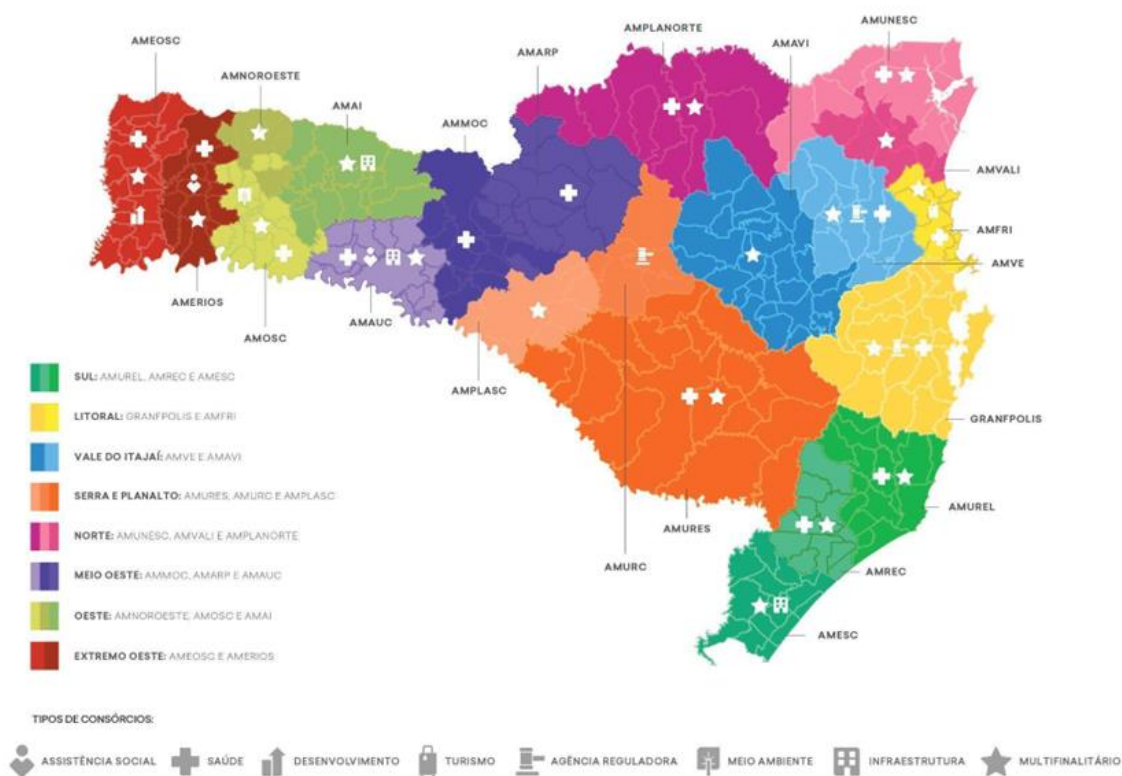 AMUNESC
AMPLANORTE
AMEOSC
AMAVI
AMARP
AMNOROESTE
AMAI
AMMOC
AMVALI
AMFRI
AMVE
AMERIOS
AMOSC
AMAUC
AMPLASC
GRANFPOLIS
AMURES
AMUREL
AMURC
AMREC
AMESC
SUL: AMUREL, AMREC E AMESC
LITORAL: GRANFPOLIS E AMFRI
VALE DO ITAJAÍ: AMVE E AMAVI
SERRA E PLANALTO: AMURES, AMURC E AMPLASC
NORTE: AMUNESC, AMVALI E AMPLANORTE
MEIO OESTE: AMMOC, AMARP E AMAUC
OESTE: AMNOROESTE, AMOSC E AMAI
EXTREMO OESTE: AMEOSC E AMERIOS
TIPOS DE CONSÓRCIOS:
ASSISTÊNCIA SOCIAL SAÚDE DESENVOLVIMENTO TURISMO AGÊNCIA REGULADORA MEIO AMBIENTE INFRAESTRUTURA MULTIFINALITÁRIO